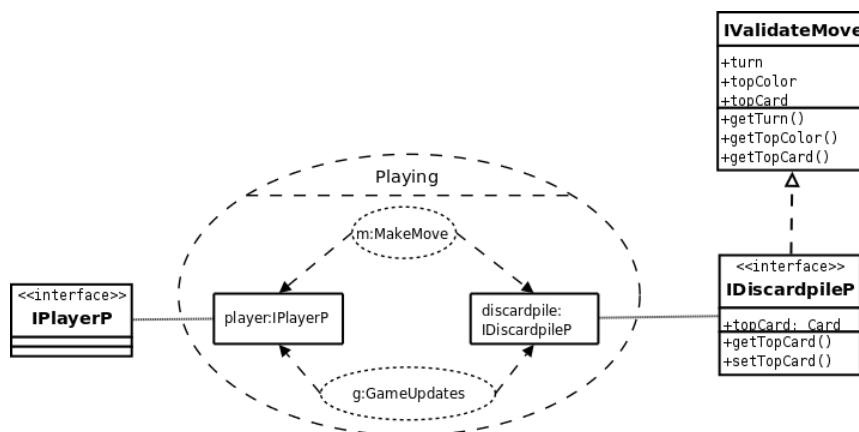 IValidateMove
+turn
+topColor
+topCard
+getTurn()
+getTopColor()
+getTopCard()
Playing
m:MakeMove
<<interface>>
IPlayerP
player:IPlayerP
discardpile:
IDiscardpileP
<<interface>>
IDiscardpileP
+topCard: Card
+getTopCard()
+setTopCard()
g:GameUpdates